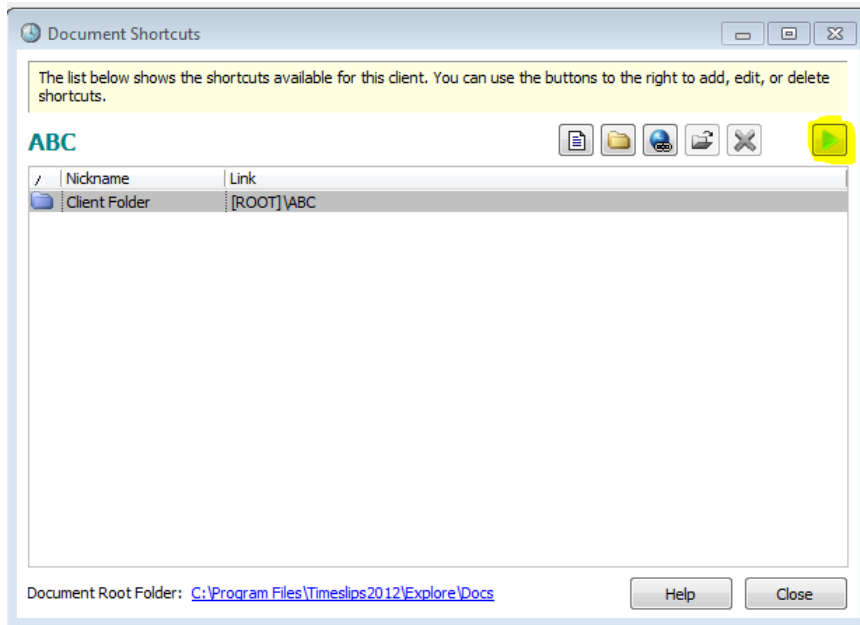 Document Shortcuts
The list below shows the shortcuts available for this client. You can use the buttons to the right to add, edit, or delete
shortcuts.
ABC
/ Nickname Link
Client Folder [ROOT]\ABC
Document Root Folder: C:\Program Files\Timeslips2012\Explore\Docs
Help Close